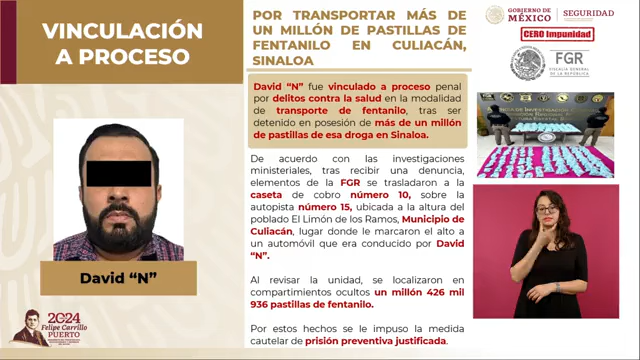 VINCULACIÓN
A PROCESO
David “N”
2024
Felipe Carrillo
PUERTO
POR TRANSPORTAR MÁS DE
UN MILLÓN DE PASTILLAS DE
FENTANILO EN CULIACÁN,
SINALOA
David “N” fue vinculado a proceso penal
por delitos contra la salud en la modalidad
de transporte de fentanilo, tras ser
detenido en posesión de más de un millón
de pastillas de esa droga en Sinaloa.
De acuerdo con las investigaciones
ministeriales, tras recibir una denuncia,
elementos de la FGR se trasladaron a la
caseta de cobro número 10, sobre la
autopista número 15, ubicada a la altura del
poblado El Limón de los Ramos, Municipio de
Culiacán, lugar donde le marcaron el alto a
un automóvil que era conducido por David
“N”.
Al revisar la unidad, se localizaron en
compartimientos ocultos un millón 426 mil
936 pastillas de fentanilo.
Por estos hechos se le impuso la medida
cautelar de prisión preventiva justificada.
GOBIERNO DE
MÉXICO
SEGURIDAD
CERO Impunidad
FGR
FISCALÍA GENERAL
DE LA REPÚBLICA